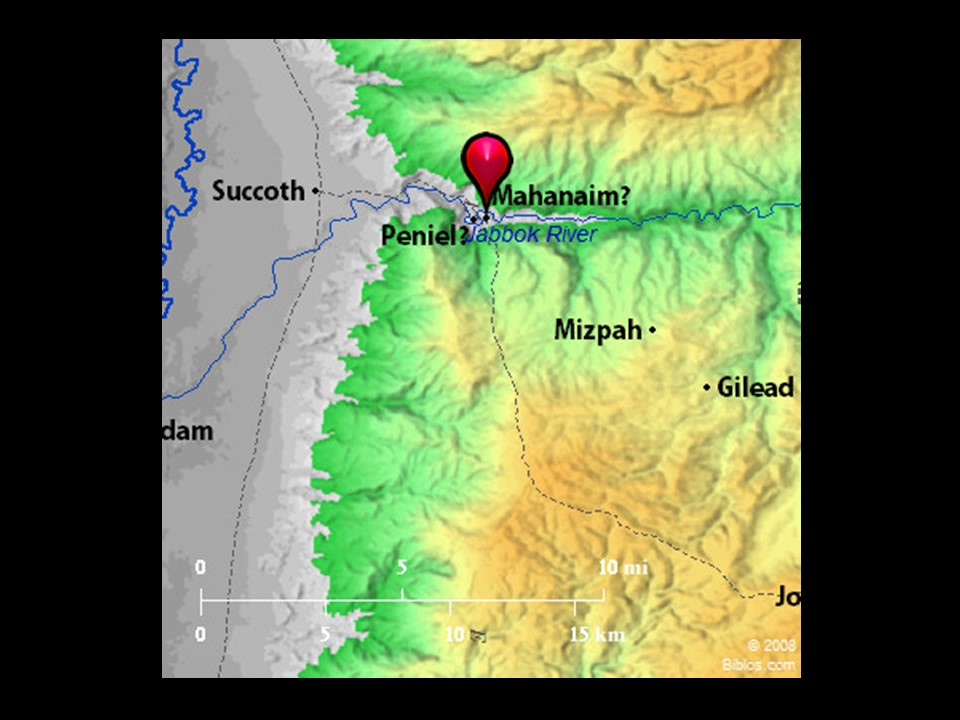 Succoth
Mahanaim?
Peniel?
Jabbok River
Mizpah
Gilead
dam
0 5 10 mi
Jo
0 5 10 15 km
© 2008
Biblos.com